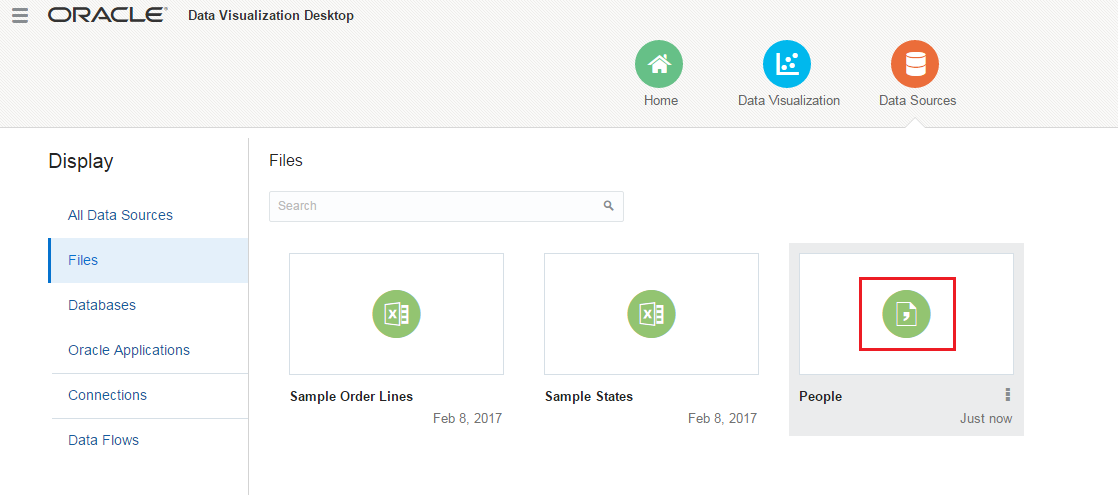 ORACLE Data Visualization Desktop
Home
Data Visualization
Data Sources
Display
All Data Sources
Files
Databases
Oracle Applications
Connections
Data Flows
Files
Search
Sample Order Lines
Feb 8, 2017
Sample States
Feb 8, 2017
People
Just now